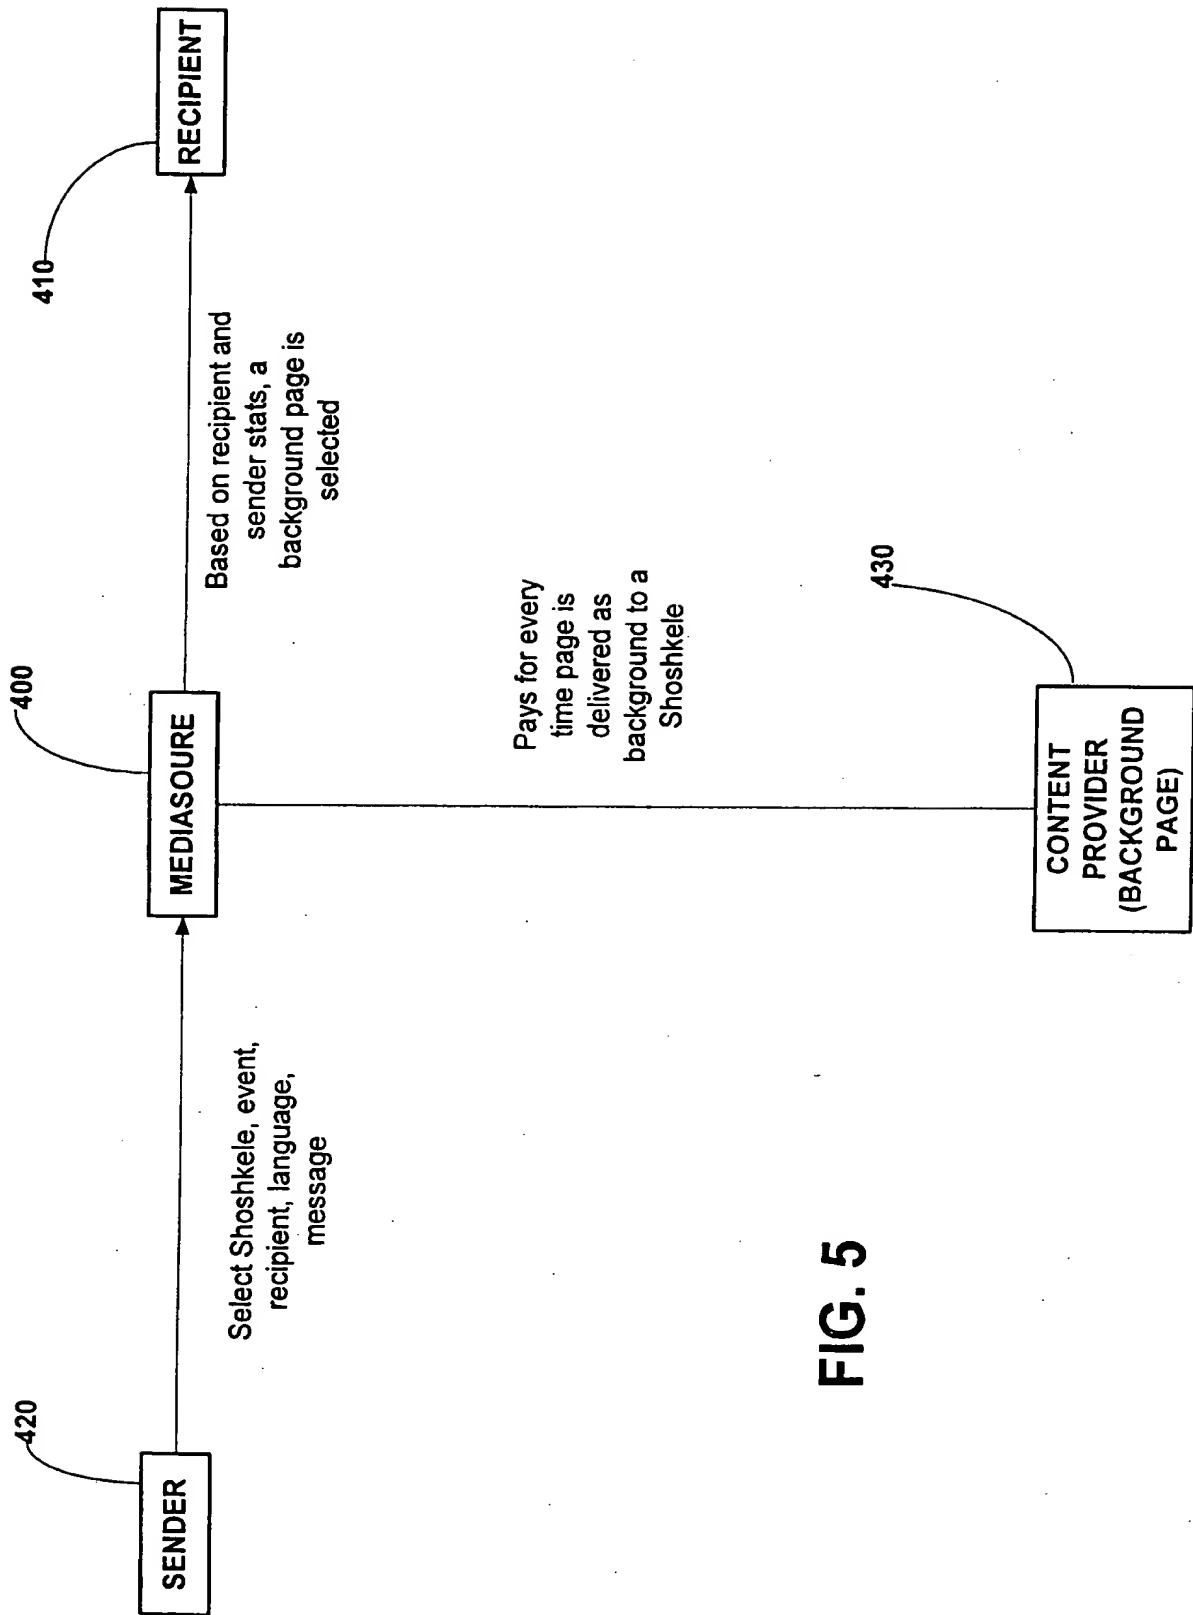 420
SENDER
Select Shoshkele, event,
recipient, language,
message
400
MEDIASOURE
Based on recipient and
sender stats, a
background page is
selected
410
RECIPIENT
Pays for every
time page is
delivered as
background to a
Shoshkele
430
CONTENT
PROVIDER
(BACKGROUND
PAGE)
FIG. 5